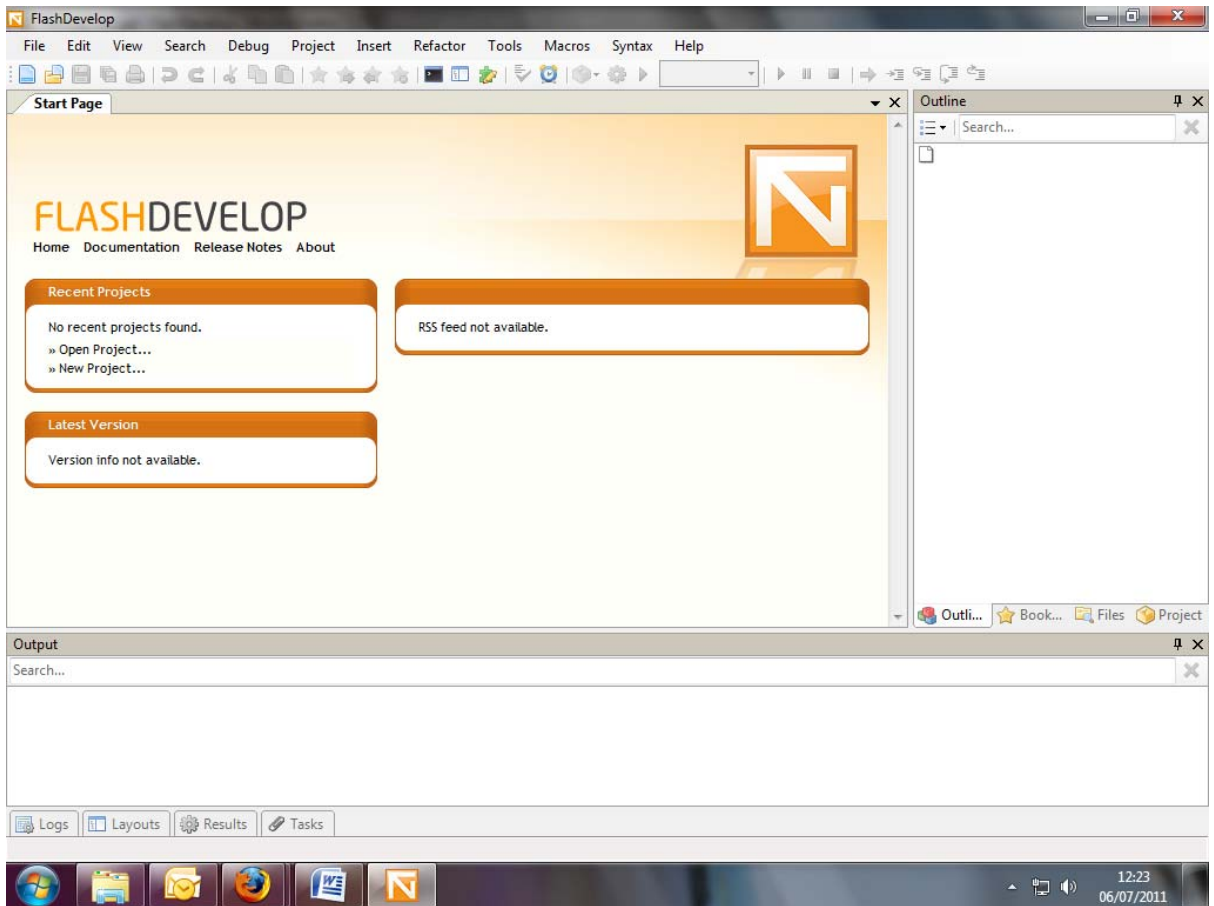 FlashDevelop
File Edit View Search Debug Project Insert Refactor Tools Macros Syntax Help
Start Page
Outline
Search...
FLASHDEVELOP
Home Documentation Release Notes About
Recent Projects
No recent projects found.
» Open Project...
» New Project...
RSS feed not available.
Latest Version
Version info not available.
Outli... Book... Files Project
Output
Search...
Logs Layouts Results Tasks
12:23
06/07/2011